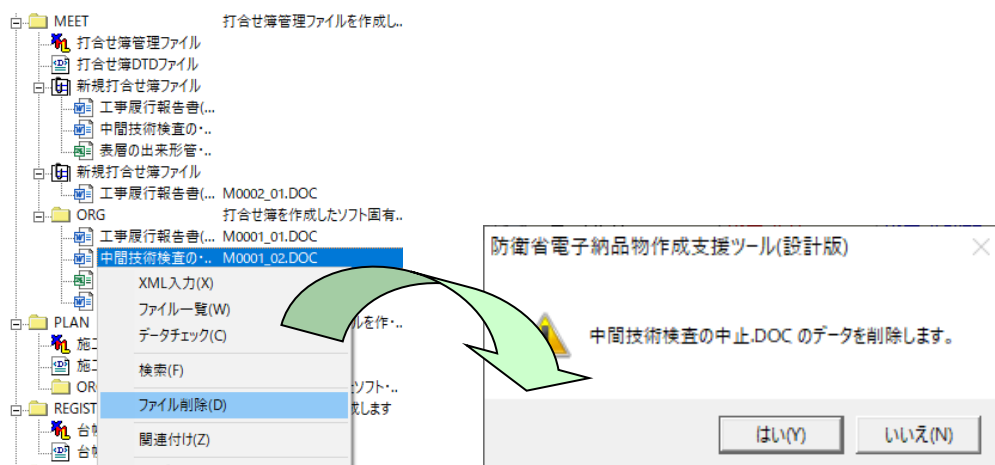 MEET 打合せ簿管理ファイルを作成し..
打合せ簿管理ファイル
打合せ簿DTDファイル
新規打合せ簿ファイル
工事履行報告書(...
中間技術検査の･..
表層の出来形管･..
新規打合せ簿ファイル
工事履行報告書(... M0002_01.DOC
ORG 打合せ簿を作成したソフト固有..
工事履行報告書(... M0001_01.DOC
中間技術検査の･.. M0001_02.DOC
XML入力(X)
ファイル一覧(W)
PLAN ルを作･..
データチェック(C)
施工
施工
検索(F)
OR ソフト･..
REGIST 成します
ファイル削除(D)
台帳
関連付け(Z)
台帳
防衛省電子納品物作成支援ツール(設計版)
中間技術検査の中止.DOC のデータを削除します。
はい(Y) いいえ(N)